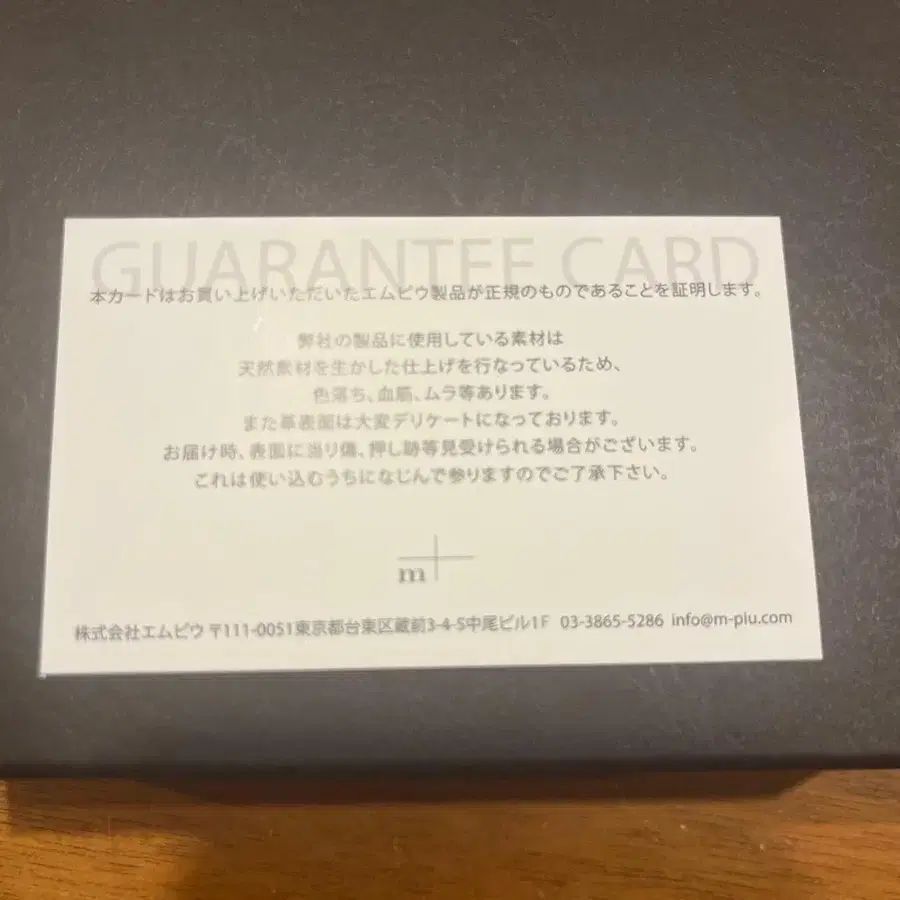 GUARANTEE CARD
本カードはお買い上げいただいたエムピウ製品が正規のものであることを証明します。
弊社の製品に使用している素材は
天然素材を生かした仕上げを行なっているため、
色落ち、血筋、ムラ等あります。
また革表面は大変デリケートになっております。
お届け時、表面に当り傷、押し跡等見受けられる場合がございます。
これは使い込むうちになじんで参りますのでご了承下さい。
m+
株式会社エムピウ 〒111-0051東京都台東区蔵前3-4-5中尾ビル1F 03-3865-5286 info@m-piu.com